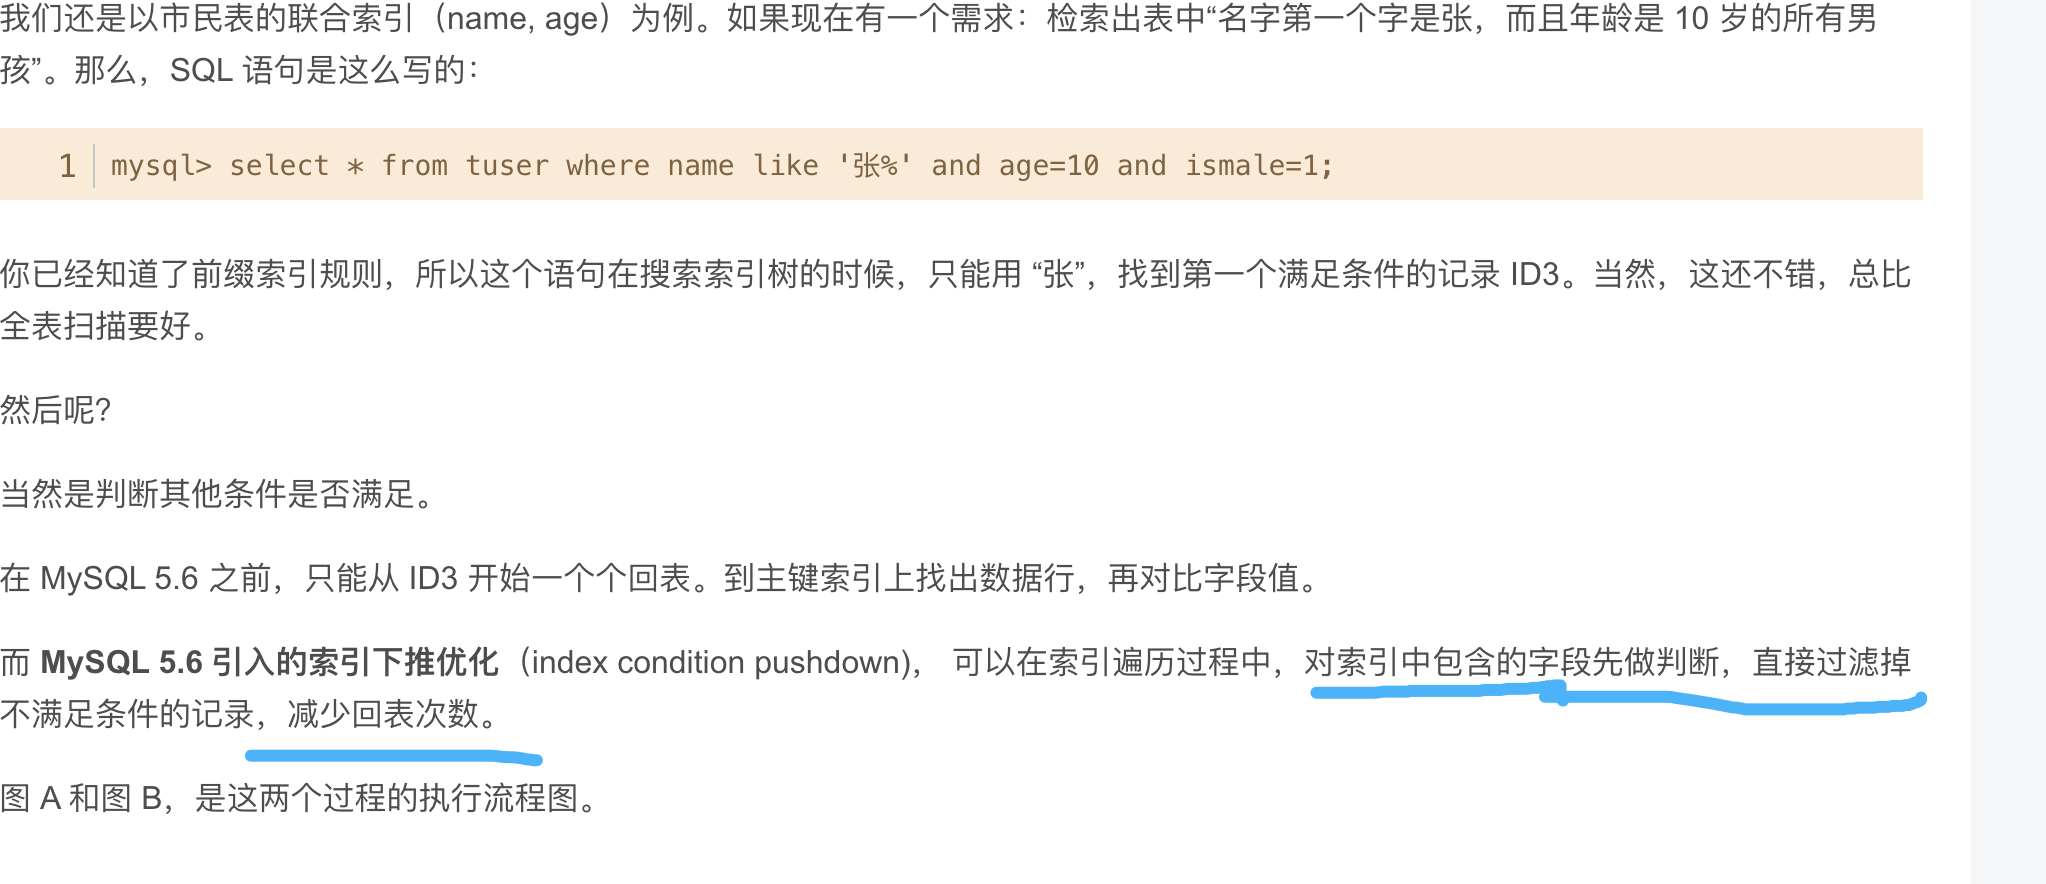 我们还是以市民表的联合索引（name, age）为例。如果现在有一个需求：检索出表中“名字第一个字是张，而且年龄是 10 岁的所有男
孩”。那么，SQL 语句是这么写的：
1 mysql> select * from tuser where name like '张%' and age=10 and ismale=1;
你已经知道了前缀索引规则，所以这个语句在搜索索引树的时候，只能用 “张”，找到第一个满足条件的记录 ID3。当然，这还不错，总比
全表扫描要好。
然后呢？
当然是判断其他条件是否满足。
在 MySQL 5.6 之前，只能从 ID3 开始一个个回表。到主键索引上找出数据行，再对比字段值。
而 MySQL 5.6 引入的索引下推优化（index condition pushdown)， 可以在索引遍历过程中，对索引中包含的字段先做判断，直接过滤掉
不满足条件的记录，减少回表次数。
图 A 和图 B，是这两个过程的执行流程图。